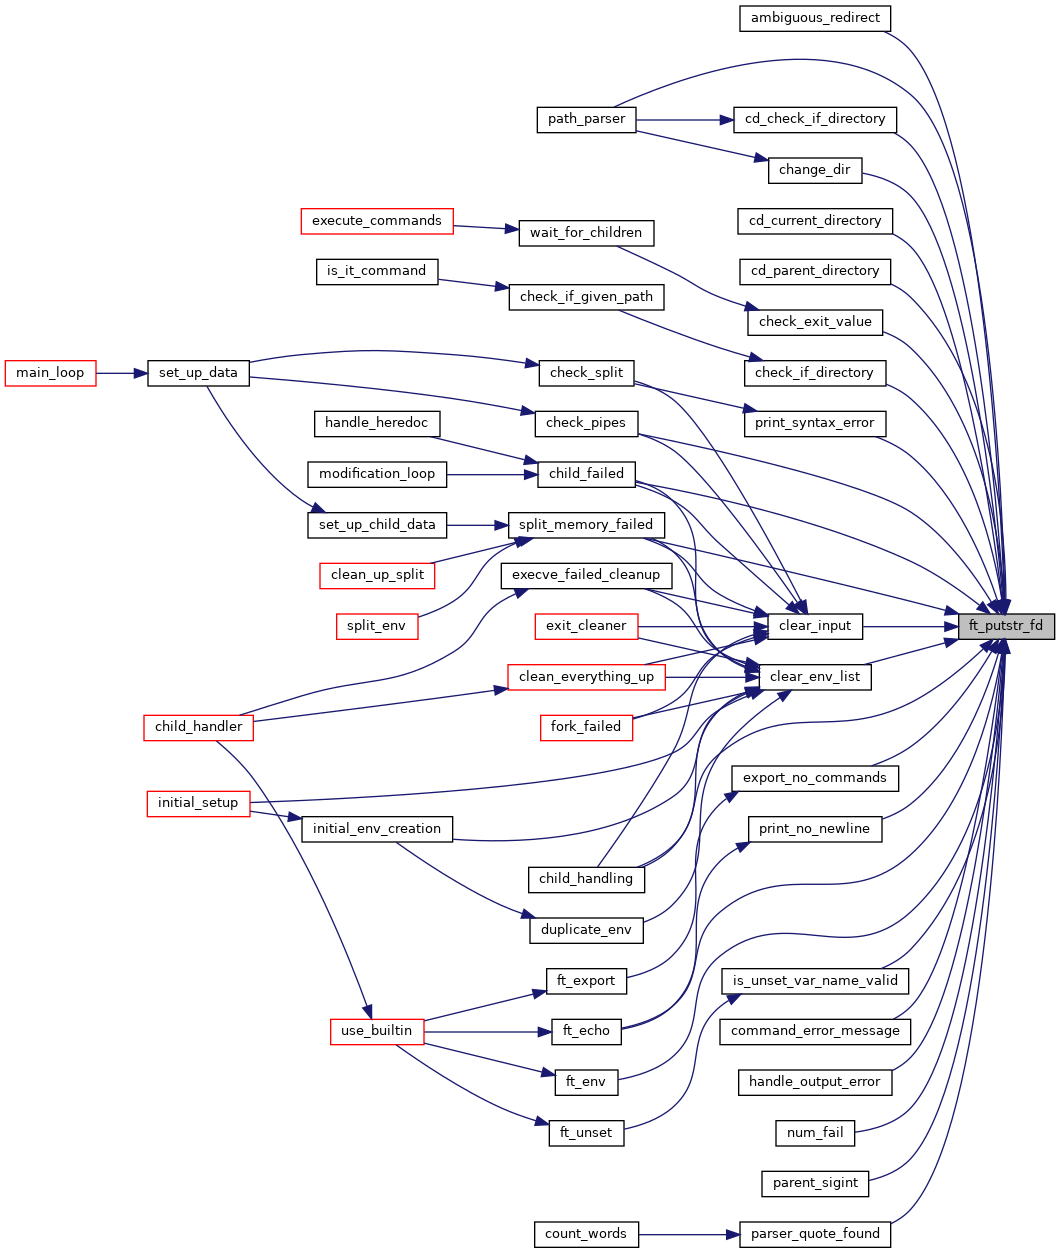 ambiguous_redirect
path_parser
cd_check_if_directory
change_dir
execute_commands
wait_for_children
cd_current_directory
is_it_command
check_if_given_path
cd_parent_directory
check_exit_value
main_loop
set_up_data
check_split
check_if_directory
handle_heredoc
check_pipes
print_syntax_error
modification_loop
child_failed
set_up_child_data
split_memory_failed
clean_up_split
execve_failed_cleanup
split_env
exit_cleaner
clear_input
ft_putstr_fd
clean_everything_up
clear_env_list
child_handler
fork_failed
export_no_commands
initial_setup
initial_env_creation
print_no_newline
child_handling
duplicate_env
ft_export
is_unset_var_name_valid
use_builtin
ft_echo
command_error_message
ft_env
handle_output_error
ft_unset
num_fail
parent_sigint
count_words
parser_quote_found